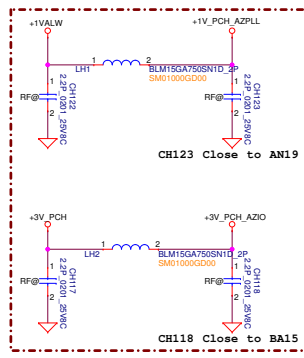 +1VALW
+1V_PCH_AZPLL
LH1
1
2
BLM15GA750SN1D_2P
SM01000GD00
1
RF@
2
CH122
2.2P_0201_25V8C
1
RF@
2
CH123
2.2P_0201_25V8C
CH123 Close to AN19
+3V_PCH
+3V_PCH_AZIO
LH2
1
2
BLM15GA750SN1D_2P
SM01000GD00
1
RF@
2
CH117
2.2P_0201_25V8C
1
RF@
2
CH118
2.2P_0201_25V8C
CH118 Close to BA15